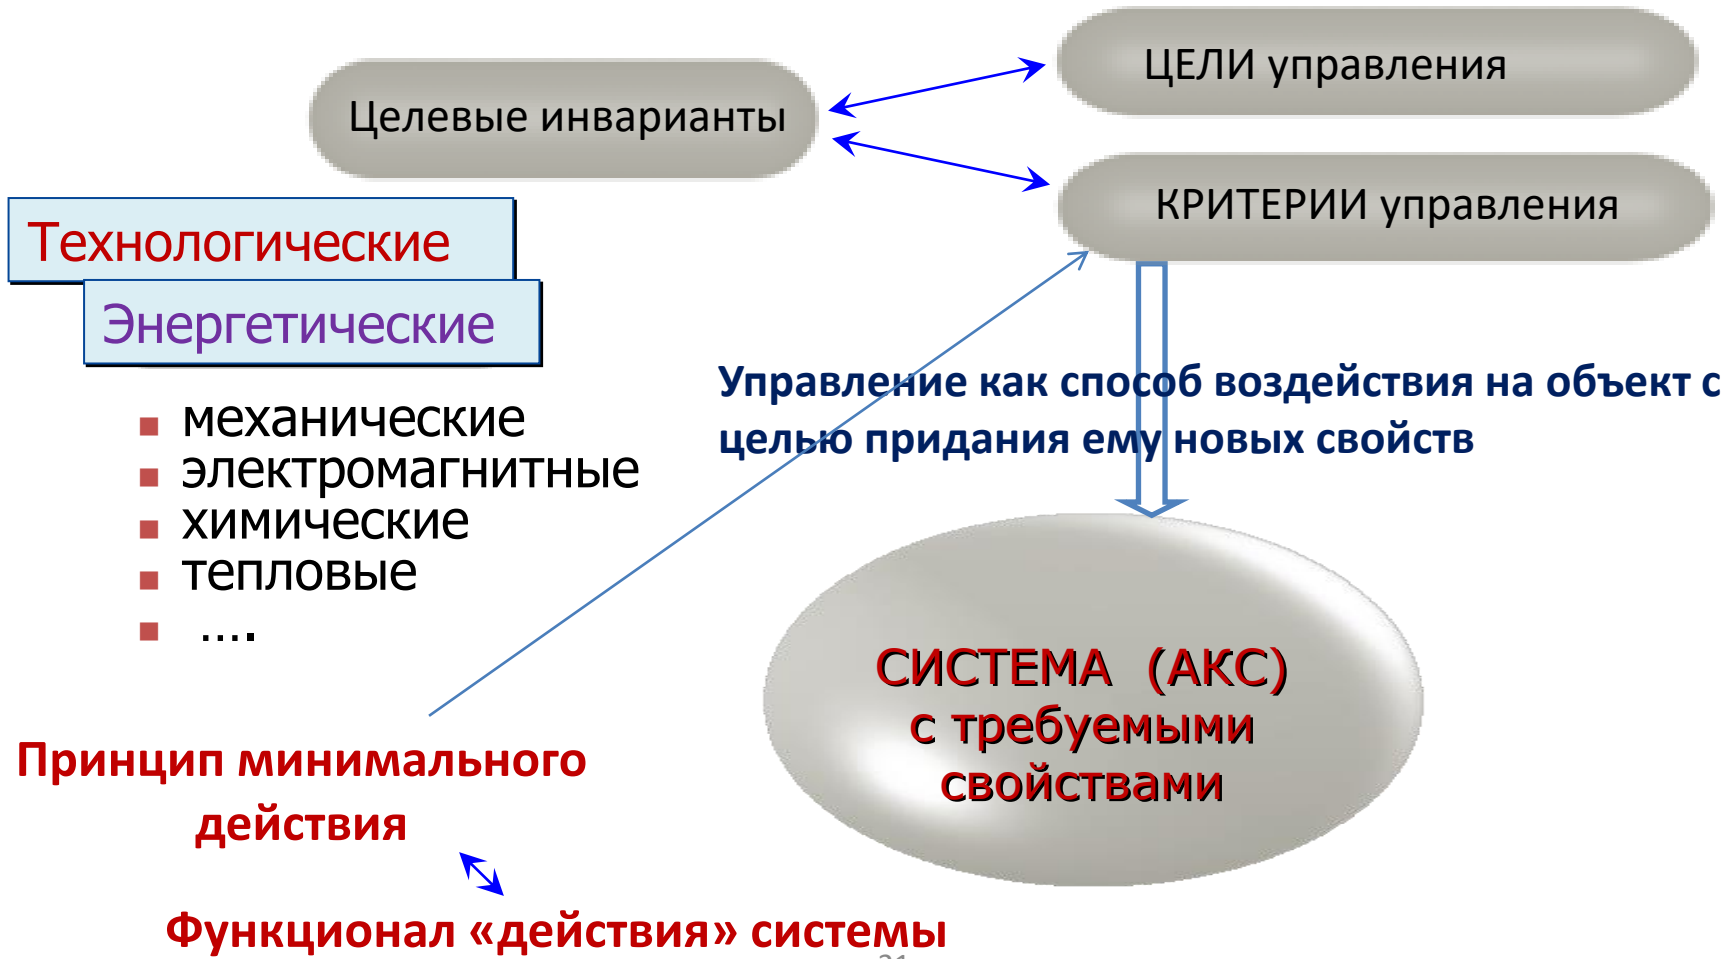 ЦЕЛИ управления
Целевые инварианты
КРИТЕРИИ управления
Технологические
Энергетические
механические
электромагнитные
химические
тепловые
….
Управление как способ воздействия на объект с
целью придания ему новых свойств
СИСТЕМА (АКС)
с требуемыми
свойствами
Принцип минимального
действия
Функционал «действия» системы